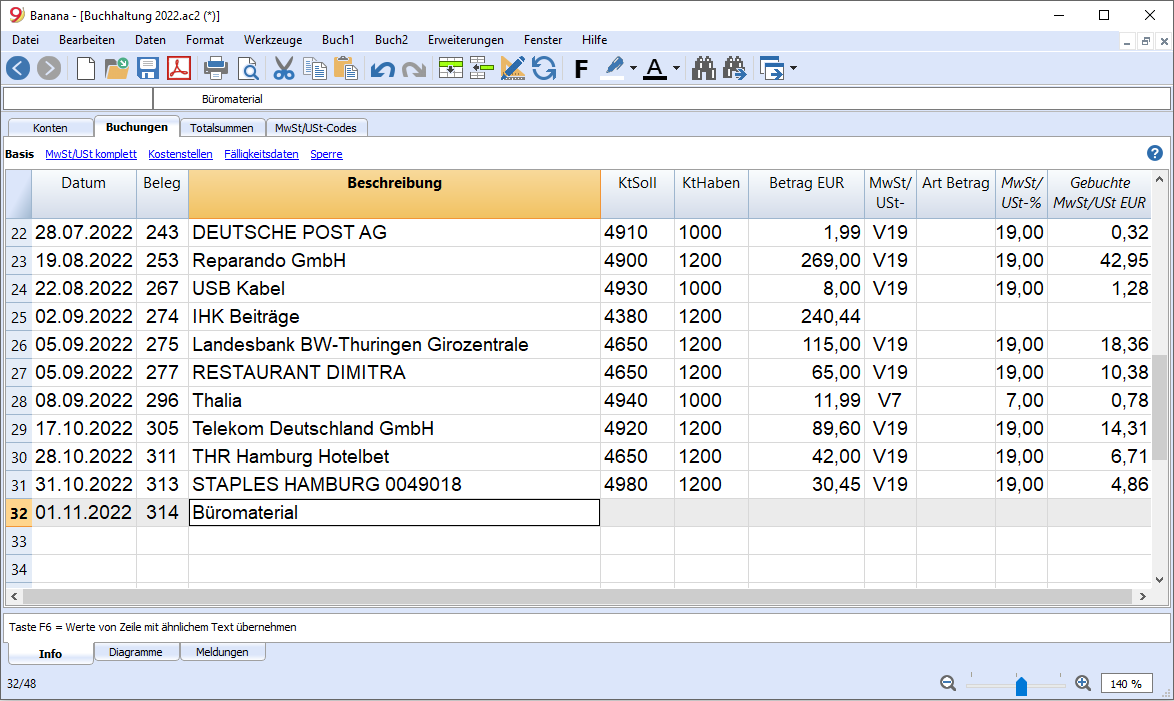 Banana - [Buchhaltung 2022.ac2 (*)]
Datei Bearbeiten Daten Format Werkzeuge Buch1 Buch2 Erweiterungen Fenster Hilfe
F A
Büromaterial
Konten Buchungen Totalsummen MwSt/USt-Codes
Basis MwSt/USt komplett Kostenstellen Fälligkeitsdaten Sperre ?
Datum Beleg Beschreibung KtSoll KtHaben Betrag EUR MwSt/ Art Betrag MwSt/ Gebuchte
USt- USt-% MwSt/USt EUR
22 28.07.2022 243 DEUTSCHE POST AG 4910 1000 1,99 V19 19,00 0,32
23 19.08.2022 253 Reparando GmbH 4900 1200 269,00 V19 19,00 42,95
24 22.08.2022 267 USB Kabel 4930 1000 8,00 V19 19,00 1,28
25 02.09.2022 274 IHK Beiträge 4380 1200 240,44
26 05.09.2022 275 Landesbank BW-Thuringen Girozentrale 4650 1200 115,00 V19 19,00 18,36
27 05.09.2022 277 RESTAURANT DIMITRA 4650 1200 65,00 V19 19,00 10,38
28 08.09.2022 296 Thalia 4940 1000 11,99 V7 7,00 0,78
29 17.10.2022 305 Telekom Deutschland GmbH 4920 1200 89,60 V19 19,00 14,31
30 28.10.2022 311 THR Hamburg Hotelbet 4650 1200 42,00 V19 19,00 6,71
31 31.10.2022 313 STAPLES HAMBURG 0049018 4980 1200 30,45 V19 19,00 4,86
32 01.11.2022 314 Büromaterial
33
34
Taste F6 = Werte von Zeile mit ähnlichem Text übernehmen
Info Diagramme Meldungen
32/48 140 %